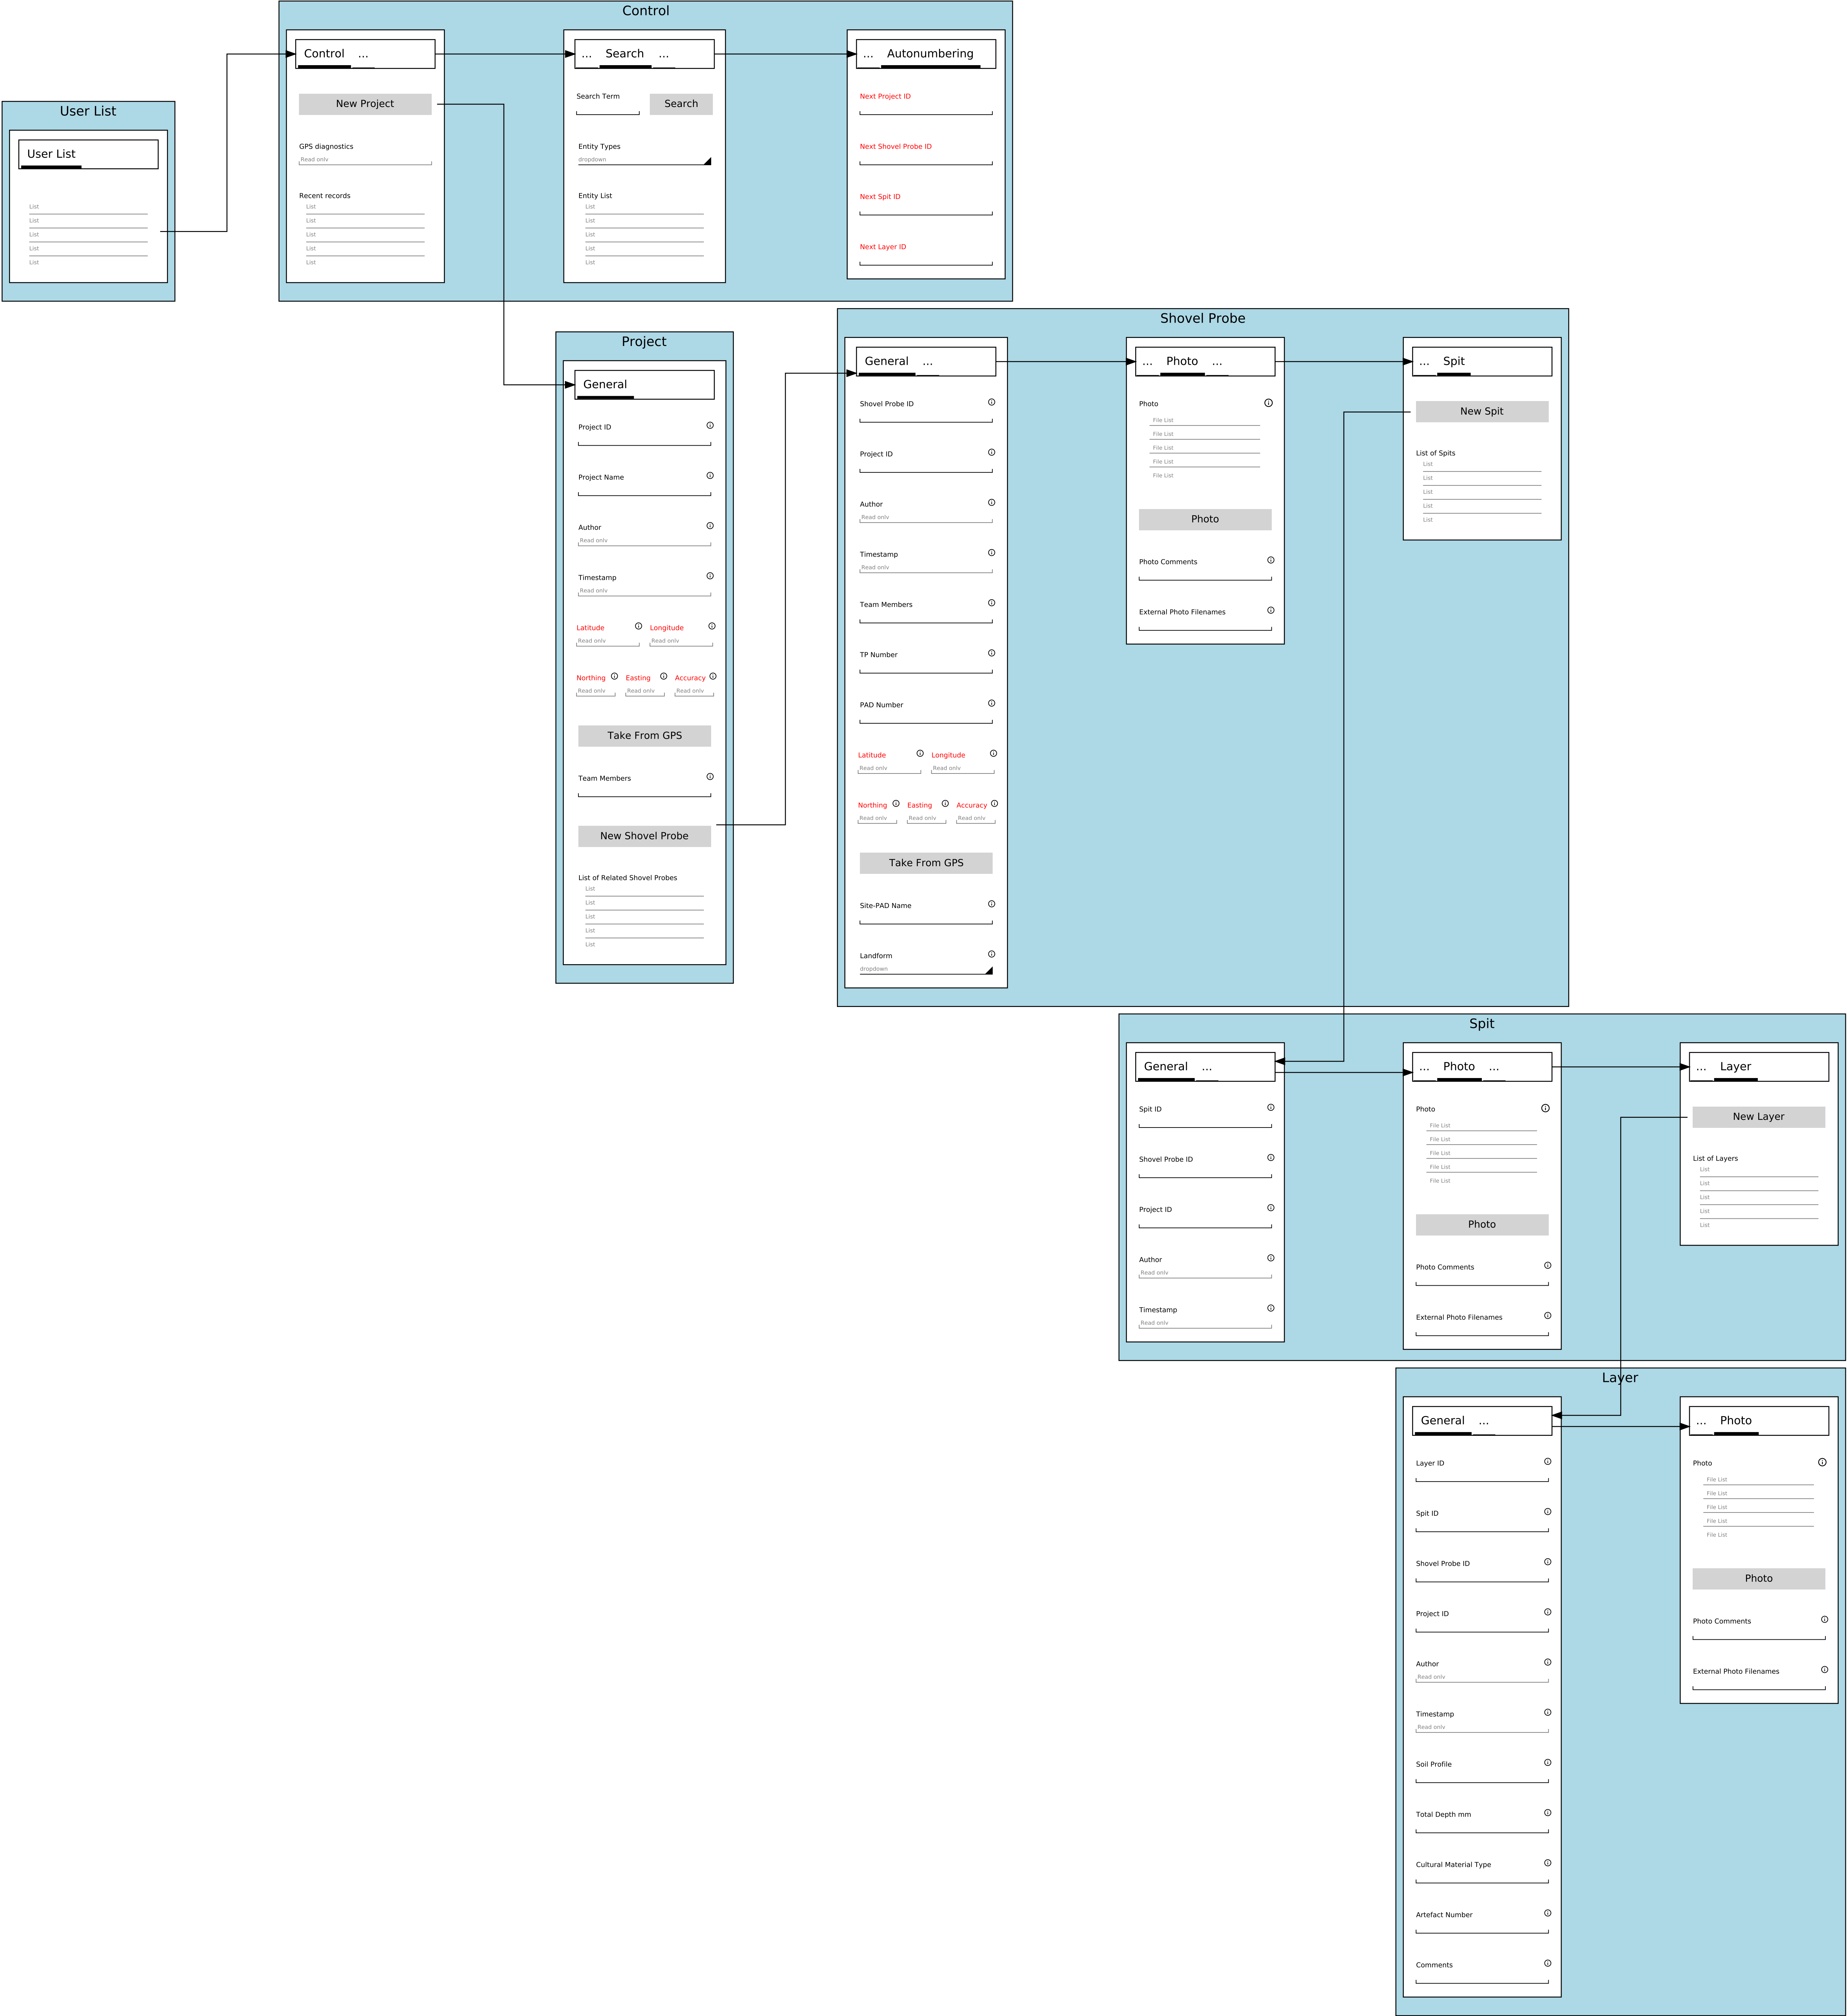 User List
User List
List
List
List
List
List
Control
Control ...
New Project
GPS diagnostics
Read only
Recent records
List
List
List
List
List
... Search ...
Search Term
Search
Entity Types
dropdown
Entity List
List
List
List
List
List
... Autonumbering
Next Project ID
Next Shovel Probe ID
Next Spit ID
Next Layer ID
Project
General
Project ID
Project Name
Author
Read only
Timestamp
Read only
Latitude Longitude
Read only Read only
Northing Easting Accuracy
Read only Read only Read only
Take From GPS
Team Members
New Shovel Probe
List of Related Shovel Probes
List
List
List
List
List
Shovel Probe
General ...
Shovel Probe ID
Project ID
Author
Read only
Timestamp
Read only
Team Members
TP Number
PAD Number
Latitude Longitude
Read only Read only
Northing Easting Accuracy
Read only Read only Read only
Take From GPS
Site-PAD Name
Landform
dropdown
... Photo ...
Photo
File List
File List
File List
File List
File List
Photo
Photo Comments
External Photo Filenames
... Spit
New Spit
List of Spits
List
List
List
List
List
Spit
General ...
Spit ID
Shovel Probe ID
Project ID
Author
Read only
Timestamp
Read only
... Photo ...
Photo
File List
File List
File List
File List
File List
Photo
Photo Comments
External Photo Filenames
... Layer
New Layer
List of Layers
List
List
List
List
List
Layer
General ...
Layer ID
Spit ID
Shovel Probe ID
Project ID
Author
Read only
Timestamp
Read only
Soil Profile
Total Depth mm
Cultural Material Type
Artefact Number
Comments
... Photo
Photo
File List
File List
File List
File List
File List
Photo
Photo Comments
External Photo Filenames